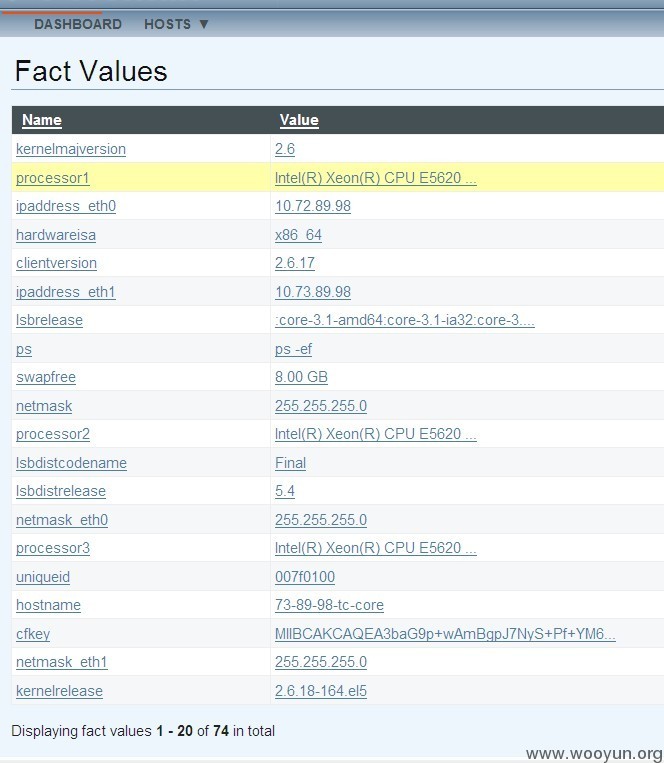 DASHBOARD HOSTS ▼
Fact Values
Name Value
kernelmajversion 2.6
processor1 Intel(R) Xeon(R) CPU E5620 ...
ipaddress_eth0 10.72.89.98
hardwareisa x86_64
clientversion 2.6.17
ipaddress_eth1 10.73.89.98
lsbrelease :core-3.1-amd64:core-3.1-ia32:core-3....
ps ps -ef
swapfree 8.00 GB
netmask 255.255.255.0
processor2 Intel(R) Xeon(R) CPU E5620 ...
lsbdistcodename Final
lsbdistrelease 5.4
netmask_eth0 255.255.255.0
processor3 Intel(R) Xeon(R) CPU E5620 ...
uniqueid 007f0100
hostname 73-89-98-tc-core
cfkey MIIBCAKCAQEA3baG9p+wAmBgpJ7NyS+Pf+YM6...
netmask_eth1 255.255.255.0
kernelrelease 2.6.18-164.el5
Displaying fact values 1 - 20 of 74 in total
www.wooyun.org